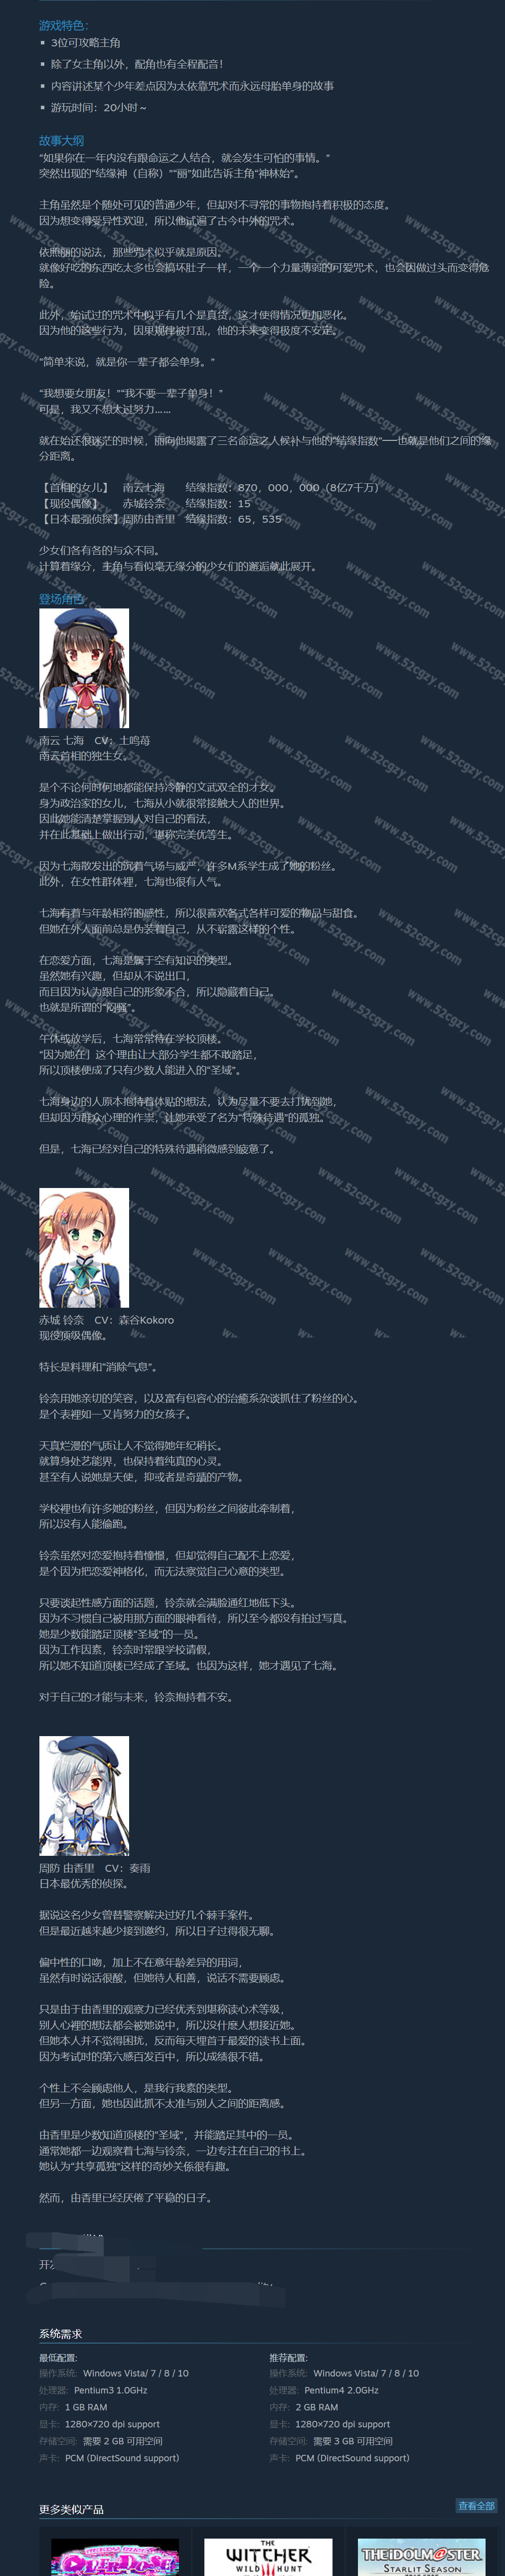 游戏特色：
3位可攻略主角
除了女主角以外，配角也有全程配音！
内容讲述某个少年差点因为太依靠咒术而永远母胎单身的故事
游玩时间：20小时～
故事大纲
“如果你在一年内没有跟命运之人结合，就会发生可怕的事情。”
突然出现的“结缘神（自称）”“丽”如此告诉主角“神林始”。
主角虽然是个随处可见的普通少年，但却对不寻常的事物抱持着积极的态度。
因为想变得受异性欢迎，所以他试遍了古今中外的咒术。
依照丽的说法，那些咒术似乎就是原因。
就像好吃的东西吃太多也会搞坏肚子一样，一个一个力量薄弱的可爱咒术，也会因做过头而变得危
险。
此外，始试过的咒术中似乎有几个是真货，这才使得情况更加恶化。
因为他的这些行为，因果规律被打乱，他的未来变得极度不安定。
“简单来说，就是你一辈子都会单身。”
“我想要女朋友！”“我不要一辈子单身！”
可是，我又不想太过努力……
就在始还很迷茫的时候，丽向他揭露了三名命运之人候补与他的“结缘指数”──也就是他们之间的缘
分距离。
【首相的女儿】 南云七海 结缘指数：870，000，000（8亿7千万）
【现役偶像】 赤城铃奈 结缘指数：15
【日本最强侦探】周防由香里 结缘指数：65，535
少女们各有各的与众不同。
计算着缘分，主角与看似毫无缘分的少女们的邂逅就此展开。
登场角色
南云 七海 CV：土鸣苺
南云首相的独生女。
是个不论何时何地都能保持冷静的文武双全的才女。
身为政治家的女儿，七海从小就很常接触大人的世界。
因此她能清楚掌握别人对自己的看法，
并在此基础上做出行动，堪称完美优等生。
因为七海散发出的沉着气场与威严，许多M系学生成了她的粉丝。
此外，在女性群体裡，七海也很有人气。
七海有着与年龄相符的感性，所以很喜欢各式各样可爱的物品与甜食。
但她在外人面前总是伪装着自己，从不崭露这样的个性。
在恋爱方面，七海是属于空有知识的类型。
虽然她有兴趣，但却从不说出口，
而且因为认为跟自己的形象不合，所以隐藏着自己。
也就是所谓的“闷骚”。
午休或放学后，七海常常待在学校顶楼。
“因为她在］这个理由让大部分学生都不敢踏足，
所以顶楼便成了只有少数人能进入的“圣域”。
七海身边的人原本抱持着体贴的想法，认为尽量不要去打扰到她，
但却因为群众心理的作祟，让她承受了名为“特殊待遇”的孤独。
但是，七海已经对自己的特殊待遇稍微感到疲惫了。
赤城 铃奈 CV：森谷Kokoro
现役顶级偶像。
特长是料理和“消除气息”。
铃奈用她亲切的笑容，以及富有包容心的治癒系杂谈抓住了粉丝的心。
是个表裡如一又肯努力的女孩子。
天真烂漫的气质让人不觉得她年纪稍长。
就算身处艺能界，也保持着纯真的心灵。
甚至有人说她是天使，抑或者是奇蹟的产物。
学校裡也有许多她的粉丝，但因为粉丝之间彼此牵制着，
所以没有人能偷跑。
铃奈虽然对恋爱抱持着憧憬，但却觉得自己配不上恋爱，
是个因为把恋爱神格化，而无法察觉自己心意的类型。
只要谈起性感方面的话题，铃奈就会满脸通红地低下头。
因为不习惯自己被用那方面的眼神看待，所以至今都没有拍过写真。
她是少数能踏足顶楼“圣域”的一员。
因为工作因素，铃奈时常跟学校请假，
所以她不知道顶楼已经成了圣域。也因为这样，她才遇见了七海。
对于自己的才能与未来，铃奈抱持着不安。
周防 由香里 CV：奏雨
日本最优秀的侦探。
据说这名少女曾替警察解决过好几个棘手案件。
但是最近越来越少接到邀约，所以日子过得很无聊。
偏中性的口吻，加上不在意年龄差异的用词，
虽然有时说话很酸，但她待人和善，说话不需要顾虑。
只是由于由香里的观察力已经优秀到堪称读心术等级，
别人心裡的想法都会被她说中，所以没什麽人想接近她。
但她本人并不觉得困扰，反而每天埋首于最爱的读书上面。
因为考试时的第六感百发百中，所以成绩很不错。
个性上不会顾虑他人，是我行我素的类型。
但另一方面，她也因此抓不太准与别人之间的距离感。
由香里是少数知道顶楼的“圣域”，并能踏足其中的一员。
通常她都一边观察着七海与铃奈，一边专注在自己的书上。
她认为“共享孤独”这样的奇妙关係很有趣。
然而，由香里已经厌倦了平稳的日子。
系统需求
最低配置: 推荐配置:
操作系统: Windows Vista/ 7 / 8 / 10 操作系统: Windows Vista/ 7 / 8 / 10
处理器: Pentium3 1.0GHz 处理器: Pentium4 2.0GHz
内存: 1 GB RAM 内存: 2 GB RAM
显卡: 1280×720 dpi support 显卡: 1280×720 dpi support
存储空间: 需要 2 GB 可用空间 存储空间: 需要 3 GB 可用空间
声卡: PCM (DirectSound support) 声卡: PCM (DirectSound support)
更多类似产品 查看全部
OVERDOSE
THE WITCHER WILD HUNT
THE IDOLM@STER STARLIT SEASON
www.52cgzy.com